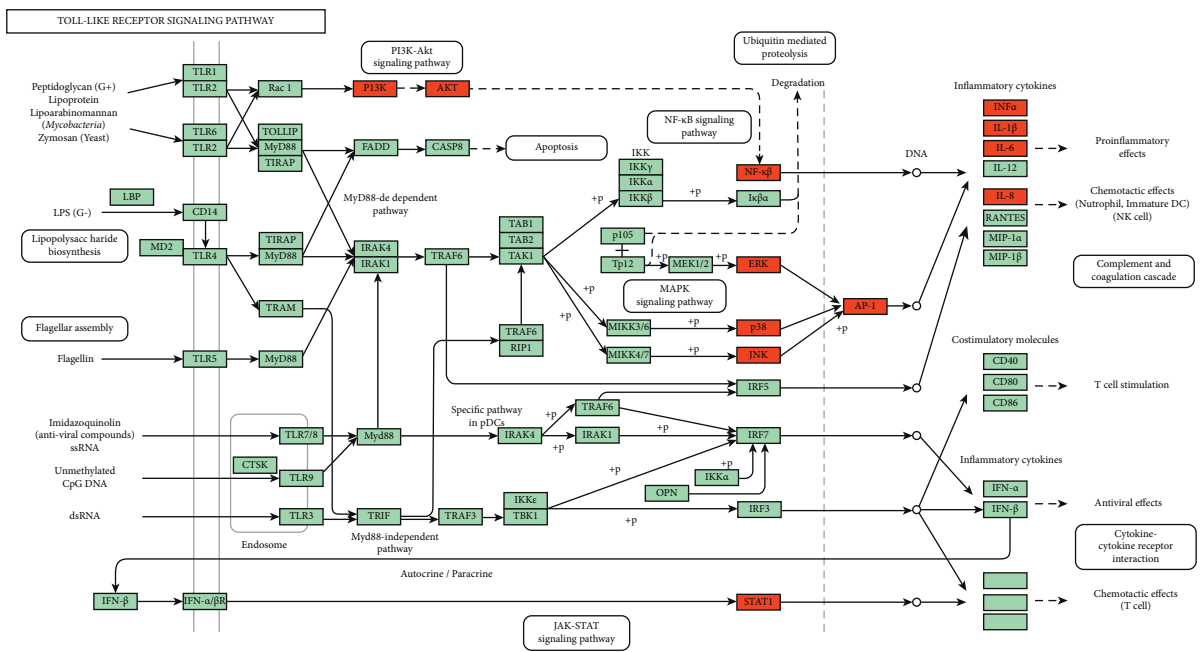 TOLL-LIKE RECEPTOR SIGNALING PATHWAY
PI3K-Akt
signaling pathway
Ubiquitin mediated
proteolysis
Degradation
Peptidoglycan (G+)
Lipoprotein
Lipoarabinomannan
(Mycobacteria)
Zymosan (Yeast)
TLR1
TLR2
TLR6
TLR2
Rac 1
TOLLIP
MyD88
TIRAP
P13K
AKT
FADD
CASP8
Apoptosis
NF-κB signaling
pathway
IKK
IKKγ
IKKα
IKKβ
+p
+p
NF-κβ
Iκβα
DNA
Inflammatory cytokines
INFα
IL-1β
IL-6
IL-12
Proinflammatory
effects
IL-8
RANTES
MIP-1α
MIP-1β
Chemotactic effects
(Nutrophil, Immature DC)
(NK cell)
Complement and
coagulation cascade
LBP
LPS (G-)
CD14
MyD88-de dependent
pathway
Lipopolysacc haride
biosynthesis
MD2
TLR4
TIRAP
MyD88
IRAK4
IRAK1
TRAF6
TAB1
TAB2
TAK1
p105
Tp12
+p
MEK1/2
+p
ERK
MAPK
signaling pathway
TRAM
+p
+p
AP-1
+p
Flagellar assembly
Flagellin
TLR5
MyD88
TRAF6
RIP1
MIKK3/6
+p
p38
MIKK4/7
+p
JNK
IRF5
Costimulatory molecules
CD40
CD80
CD86
T cell stimulation
Imidazoquinolin
(anti-viral compounds)
ssRNA
TLR7/8
Myd88
Specific pathway
in pDCs
IRAK4
+p
+p
TRAF6
IRAK1
+p
IRF7
Unmethylated
CpG DNA
CTSK
TLR9
+p
+p
IKKα
OPN
Inflammatory cytokines
IFN-α
IFN-β
Antiviral effects
dsRNA
TLR3
TRIF
TRAF3
IKKε
TBK1
+p
IRF3
Endosome
Myd88-independent
pathway
Cytokine-
cytokine receptor
interaction
Autocrine / Paracrine
IFN-β
IFN-α/βR
STAT1
Chemotactic effects
(T cell)
JAK-STAT
signaling pathway